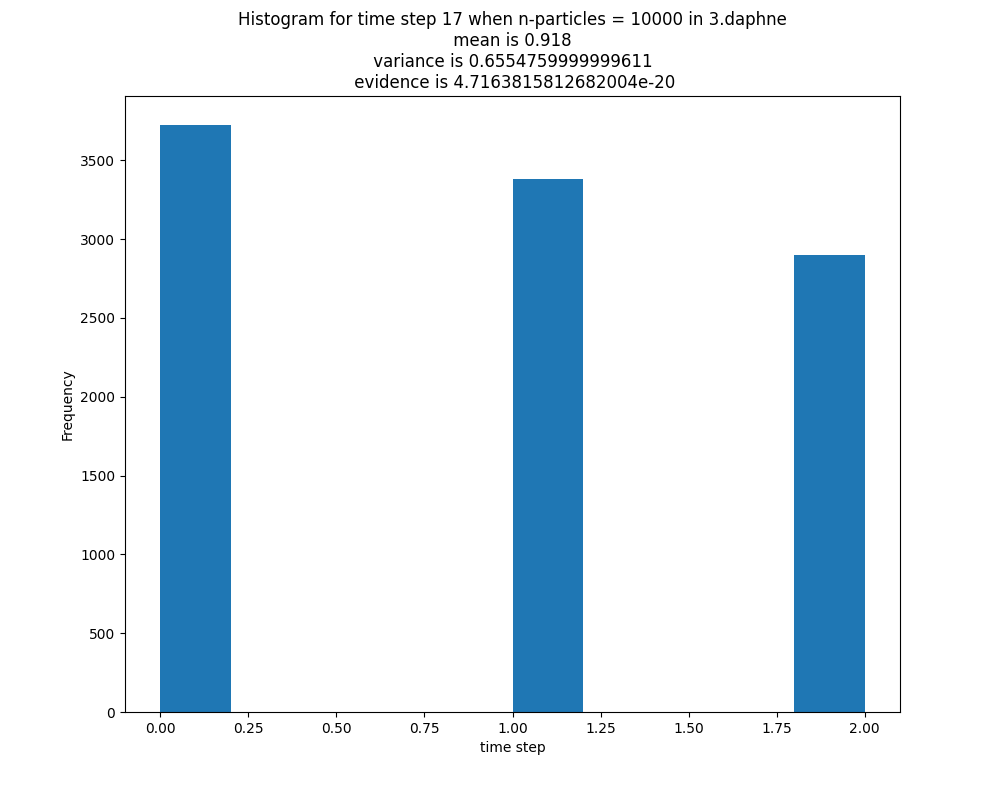 Histogram for time step 17 when n-particles = 10000 in 3.daphne
mean is 0.918
variance is 0.6554759999999611
evidence is 4.7163815812682004e-20
3500
3000
2500
2000
1500
1000
500
0
Frequency
0.00 0.25 0.50 0.75 1.00 1.25 1.50 1.75 2.00
time step